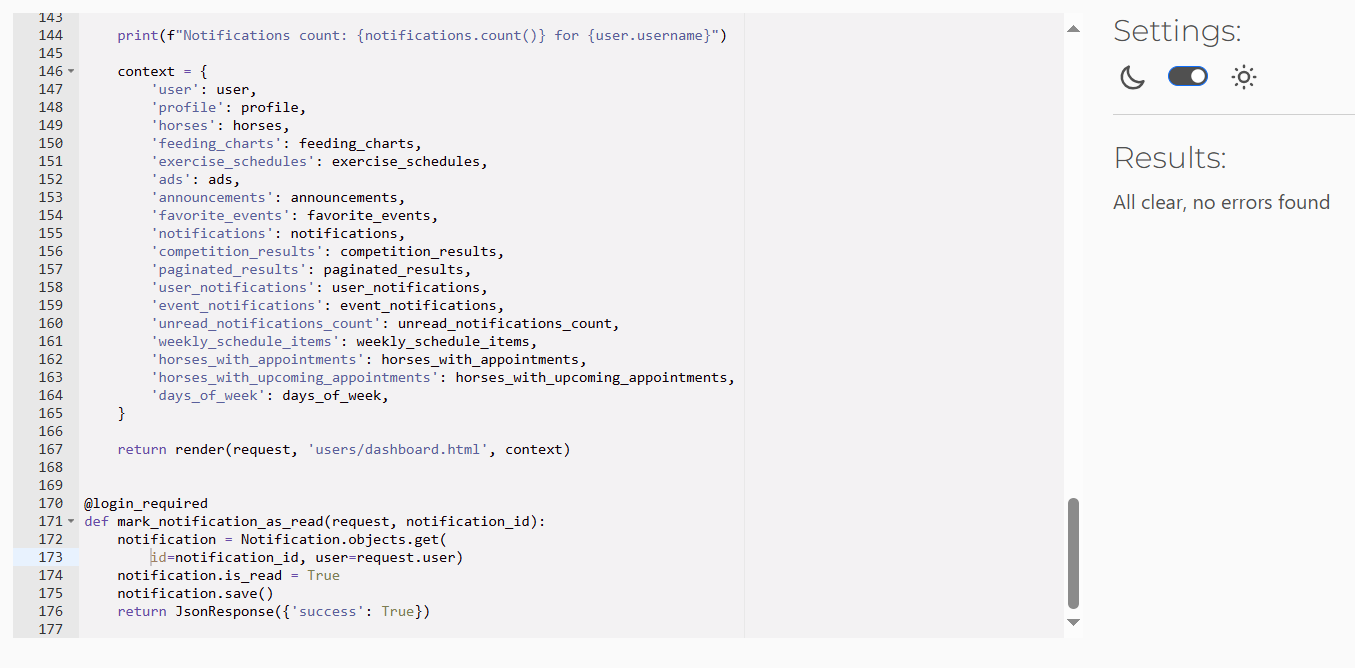 143
144     print(f"Notifications count: {notifications.count()} for {user.username}")
145
146     context = {
147         'user': user,
148         'profile': profile,
149         'horses': horses,
150         'feeding_charts': feeding_charts,
151         'exercise_schedules': exercise_schedules,
152         'ads': ads,
153         'announcements': announcements,
154         'favorite_events': favorite_events,
155         'notifications': notifications,
156         'competition_results': competition_results,
157         'paginated_results': paginated_results,
158         'user_notifications': user_notifications,
159         'event_notifications': event_notifications,
160         'unread_notifications_count': unread_notifications_count,
161         'weekly_schedule_items': weekly_schedule_items,
162         'horses_with_appointments': horses_with_appointments,
163         'horses_with_upcoming_appointments': horses_with_upcoming_appointments,
164         'days_of_week': days_of_week,
165     }
166
167     return render(request, 'users/dashboard.html', context)
168
169
170 @login_required
171 def mark_notification_as_read(request, notification_id):
172     notification = Notification.objects.get(
173         id=notification_id, user=request.user)
174     notification.is_read = True
175     notification.save()
176     return JsonResponse({'success': True})
177
Settings:
Results:
All clear, no errors found